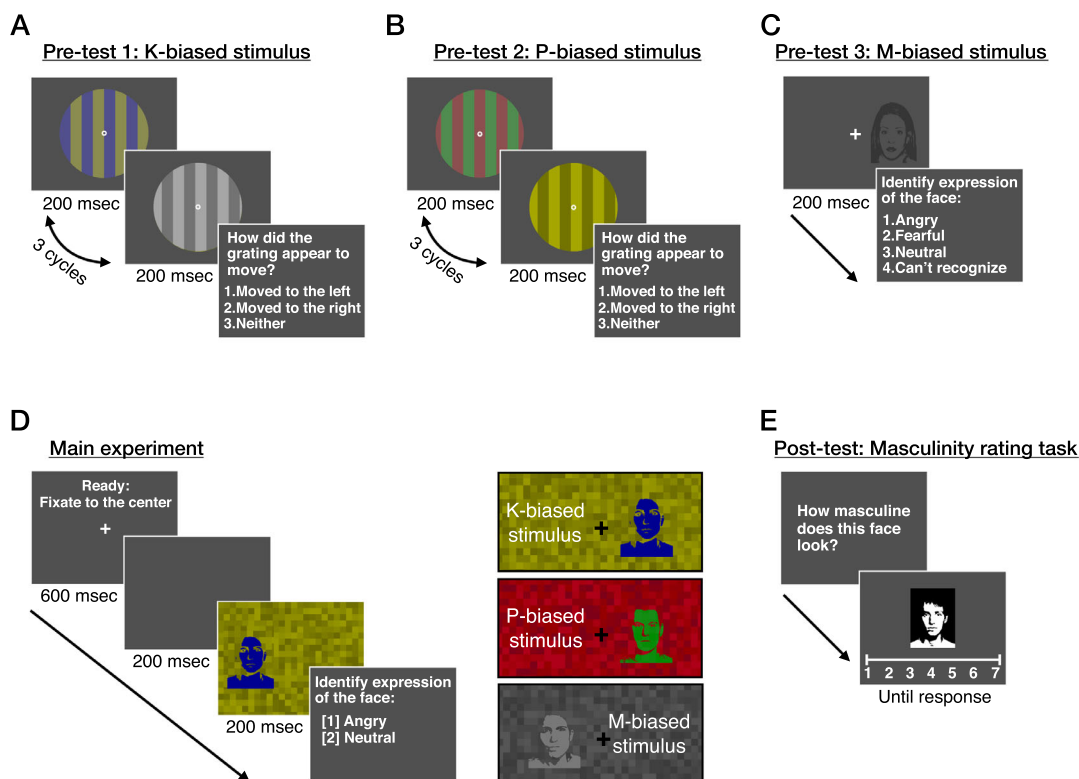 A
Pre-test 1: K-biased stimulus
200 msec
3 cycles
200 msec
How did the
grating appear to
move?
1.Moved to the left
2.Moved to the right
3.Neither
B
Pre-test 2: P-biased stimulus
200 msec
3 cycles
200 msec
How did the
grating appear to
move?
1.Moved to the left
2.Moved to the right
3.Neither
C
Pre-test 3: M-biased stimulus
+
200 msec
Identify expression
of the face:
1.Angry
2.Fearful
3.Neutral
4.Can't recognize
D
Main experiment
Ready:
Fixate to the center
+
600 msec
200 msec
200 msec
Identify expression
of the face:
[1] Angry
[2] Neutral
K-biased
stimulus
+
P-biased
stimulus
+
M-biased
stimulus
+
E
Post-test: Masculinity rating task
How masculine
does this face
look?
1 2 3 4 5 6 7
Until response